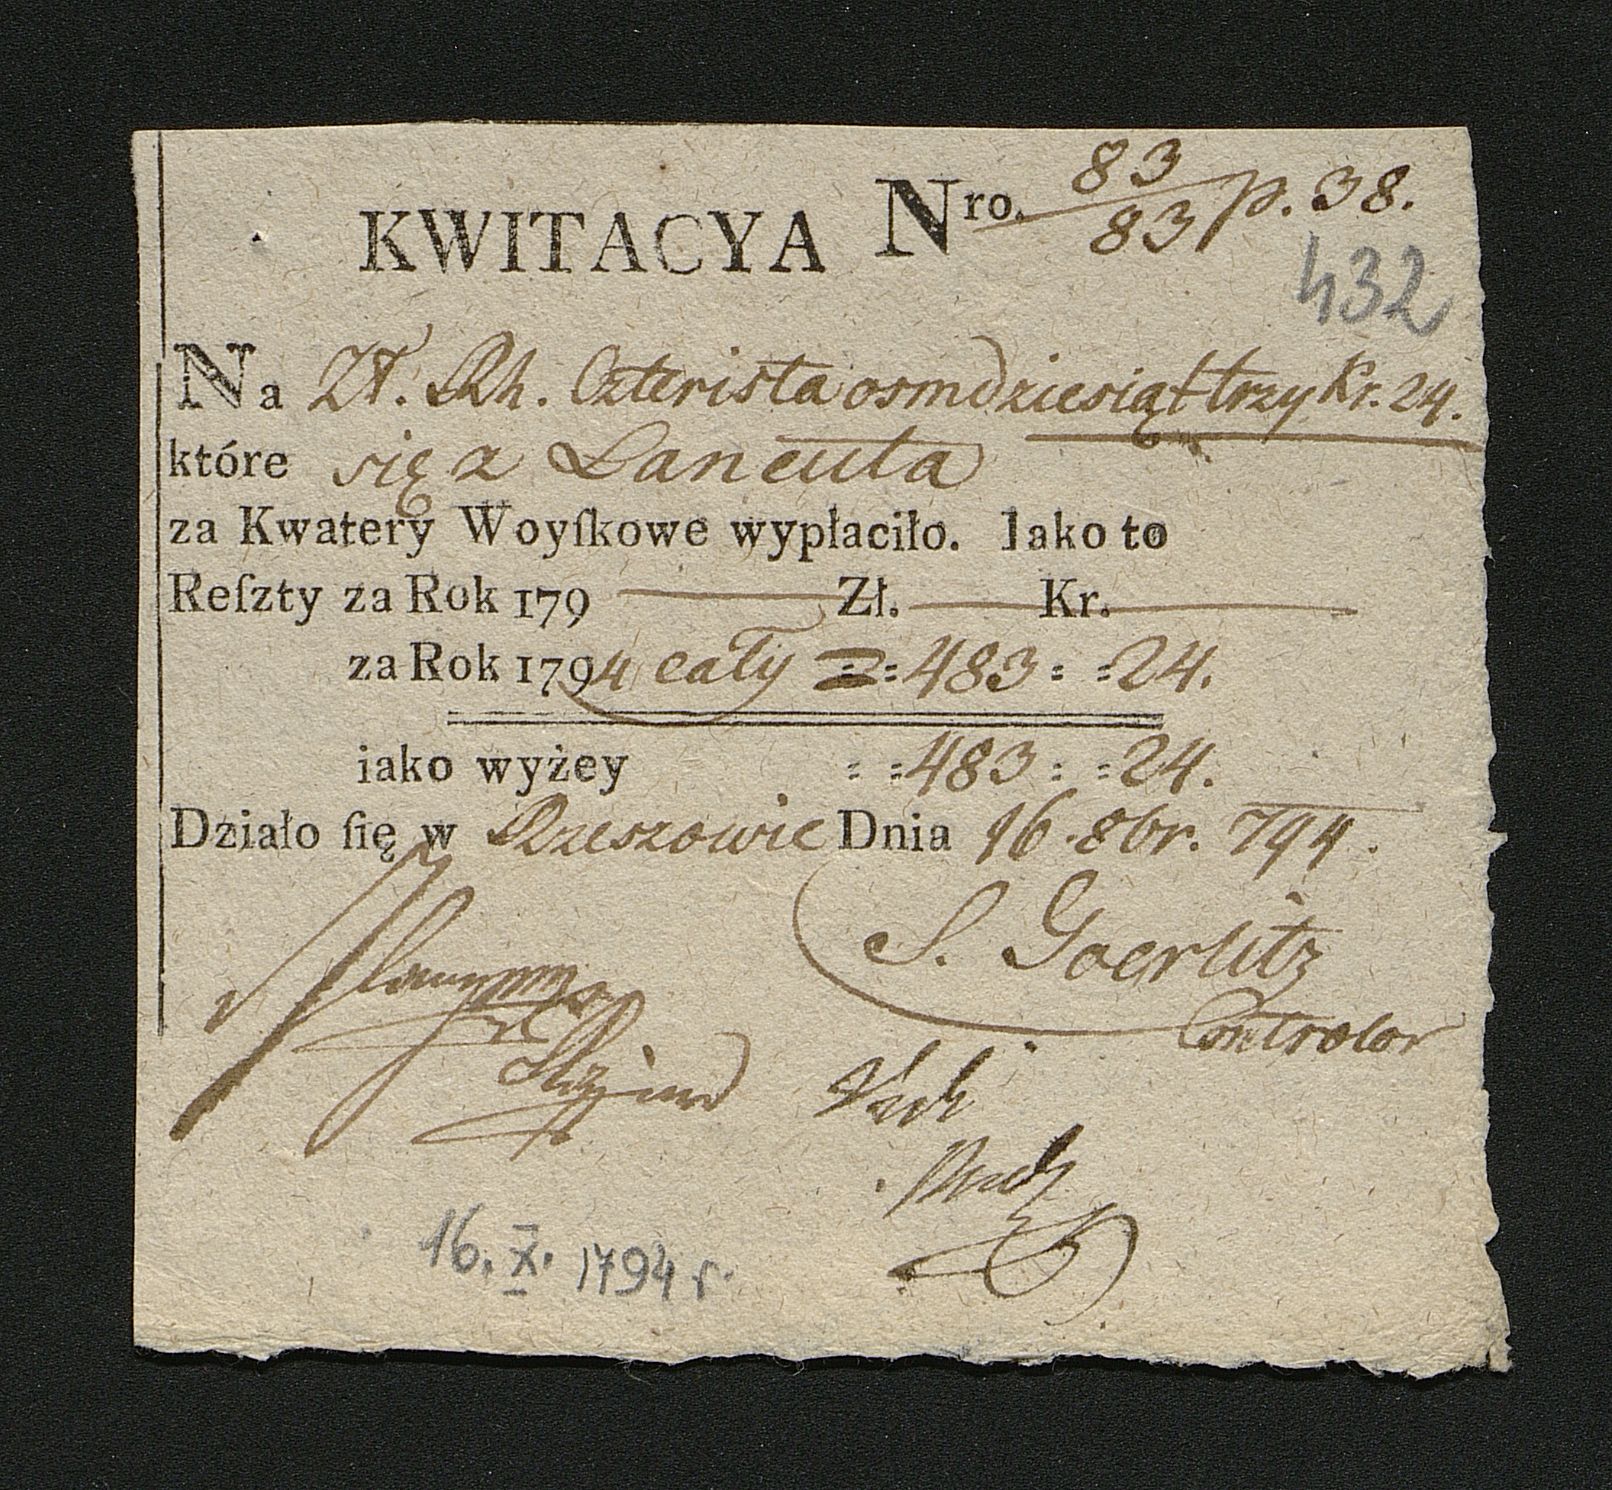 KWITACYA Nro. 83/83 p. 38.
432
Na Zł. Rh. Czterista osmdziesiąt trzy Kr. 24.
które się z Lancuta
za Kwatery Woyſkowe wypłaciło. Iako to
Reſzty za Rok 179 Zł. Kr.
za Rok 1794 cały = 483 = = 24.
iako wyżey = = 483 = = 24.
Działo ſię w Rzeszowie Dnia 16. 8br. 794.
S. Goerlitz
Controlor
16. X. 1794 r.